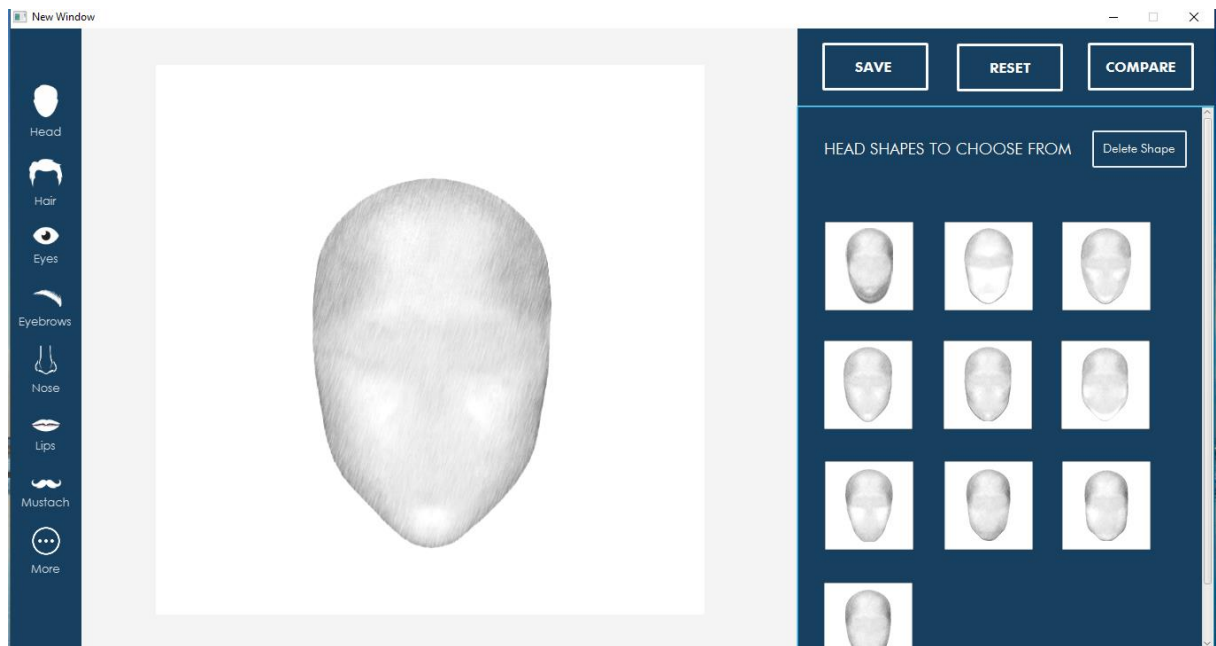 New Window
Head
Hair
Eyes
Eyebrows
Nose
Lips
Mustach
More
SAVE
RESET
COMPARE
HEAD SHAPES TO CHOOSE FROM
Delete Shape